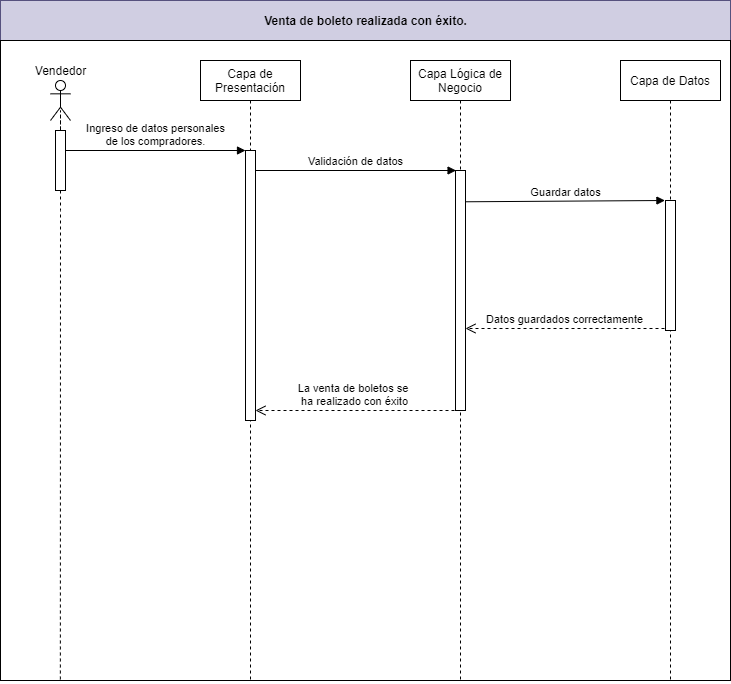 Venta de boleto realizada con éxito.
Vendedor
Capa de
Presentación
Capa Lógica de
Negocio
Capa de Datos
Ingreso de datos personales
de los compradores.
Validación de datos
Guardar datos
Datos guardados correctamente
La venta de boletos se
ha realizado con éxito